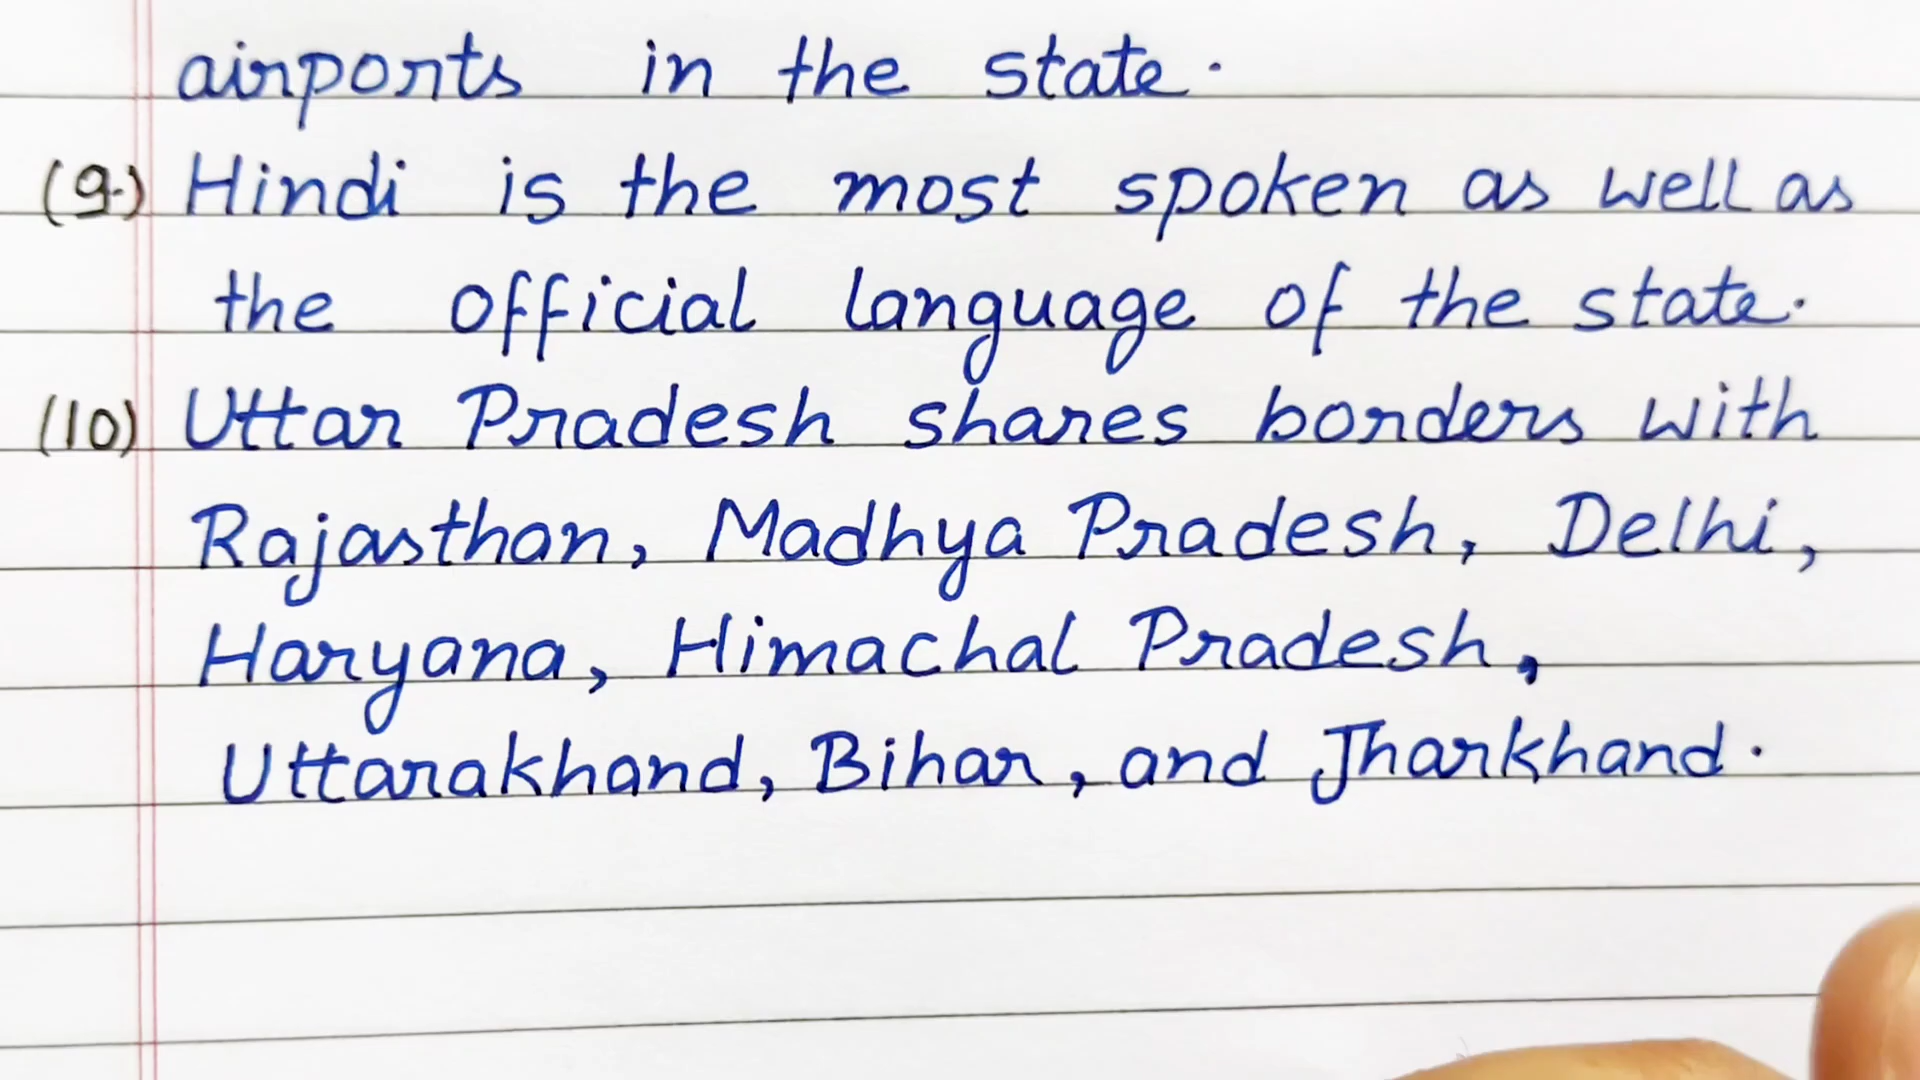 airports in the state.
(9.) Hindi is the most spoken as well as
the official language of the state.
(10) Uttar Pradesh shares borders with
Rajasthan, Madhya Pradesh, Delhi,
Haryana, Himachal Pradesh,
Uttarakhand, Bihar, and Jharkhand.